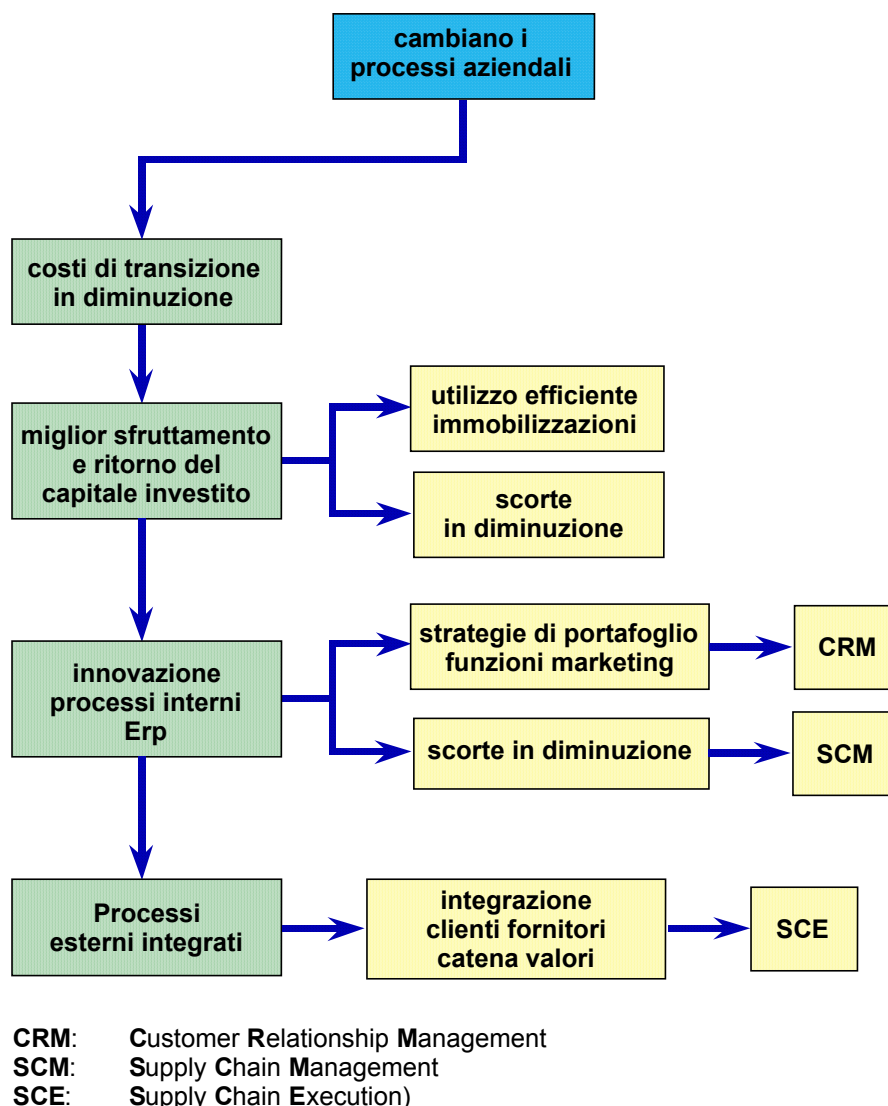 cambiano i
processi aziendali
costi di transizione
in diminuzione
miglior sfruttamento
e ritorno del
capitale investito
utilizzo efficiente
immobilizzazioni
scorte
in diminuzione
innovazione
processi interni
Erp
strategie di portafoglio
funzioni marketing
CRM
scorte in diminuzione
SCM
Processi
esterni integrati
integrazione
clienti fornitori
catena valori
SCE
CRM: Customer Relationship Management
SCM: Supply Chain Management
SCE: Supply Chain Execution)